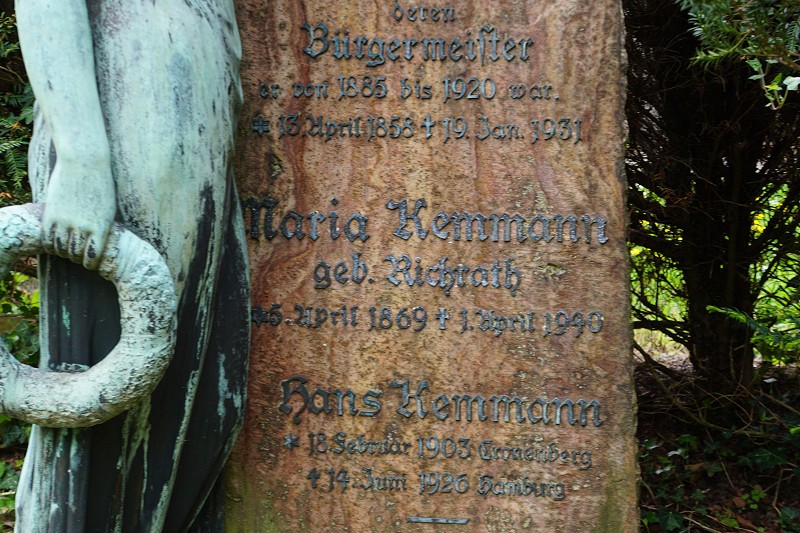 deren
Bürgermeister
er von 1885 bis 1920 war.
* 13. April 1858 † 19. Jan. 1931
Maria, Kemmann
geb. Richrath
* 5. April 1869 † 1. April 1940
Hans Kemmann
* 18. Februar 1903 Cronenberg
† 14. Juni 1926 Hamburg